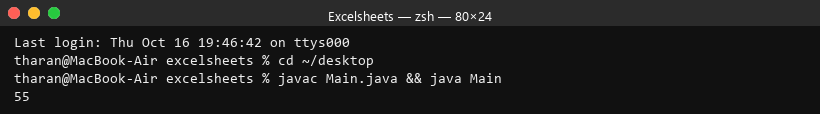 Excelsheets — zsh — 80×24
Last login: Thu Oct 16 19:46:42 on ttys000
tharan@MacBook-Air excelsheets % cd ~/desktop
tharan@MacBook-Air excelsheets % javac Main.java && java Main
55